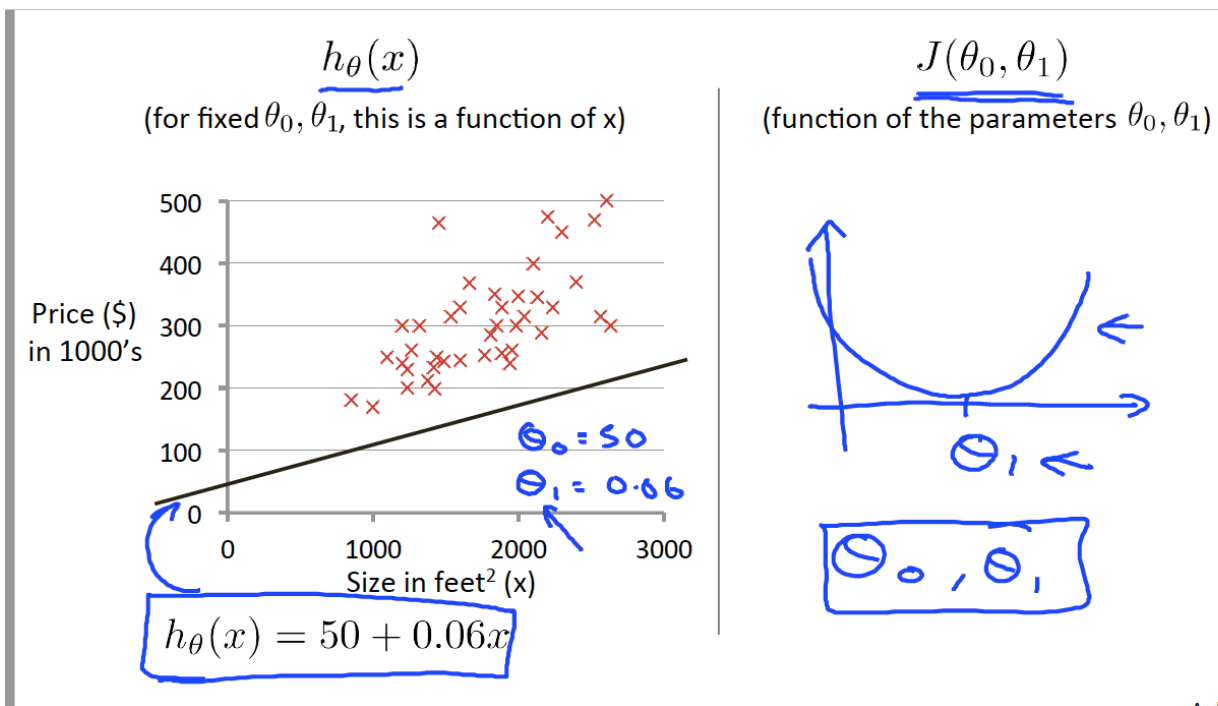 hθ(x)
(for fixed θ₀, θ₁, this is a function of x)
500
400
300
200
100
0
Price ($)
in 1000's
0 1000 2000 3000
Size in feet² (x)
Θ₀ = 50
Θ₁ = 0.06
hθ(x) = 50 + 0.06x
J(θ₀, θ₁)
(function of the parameters θ₀, θ₁)
Θ₁
Θ₀, Θ₁